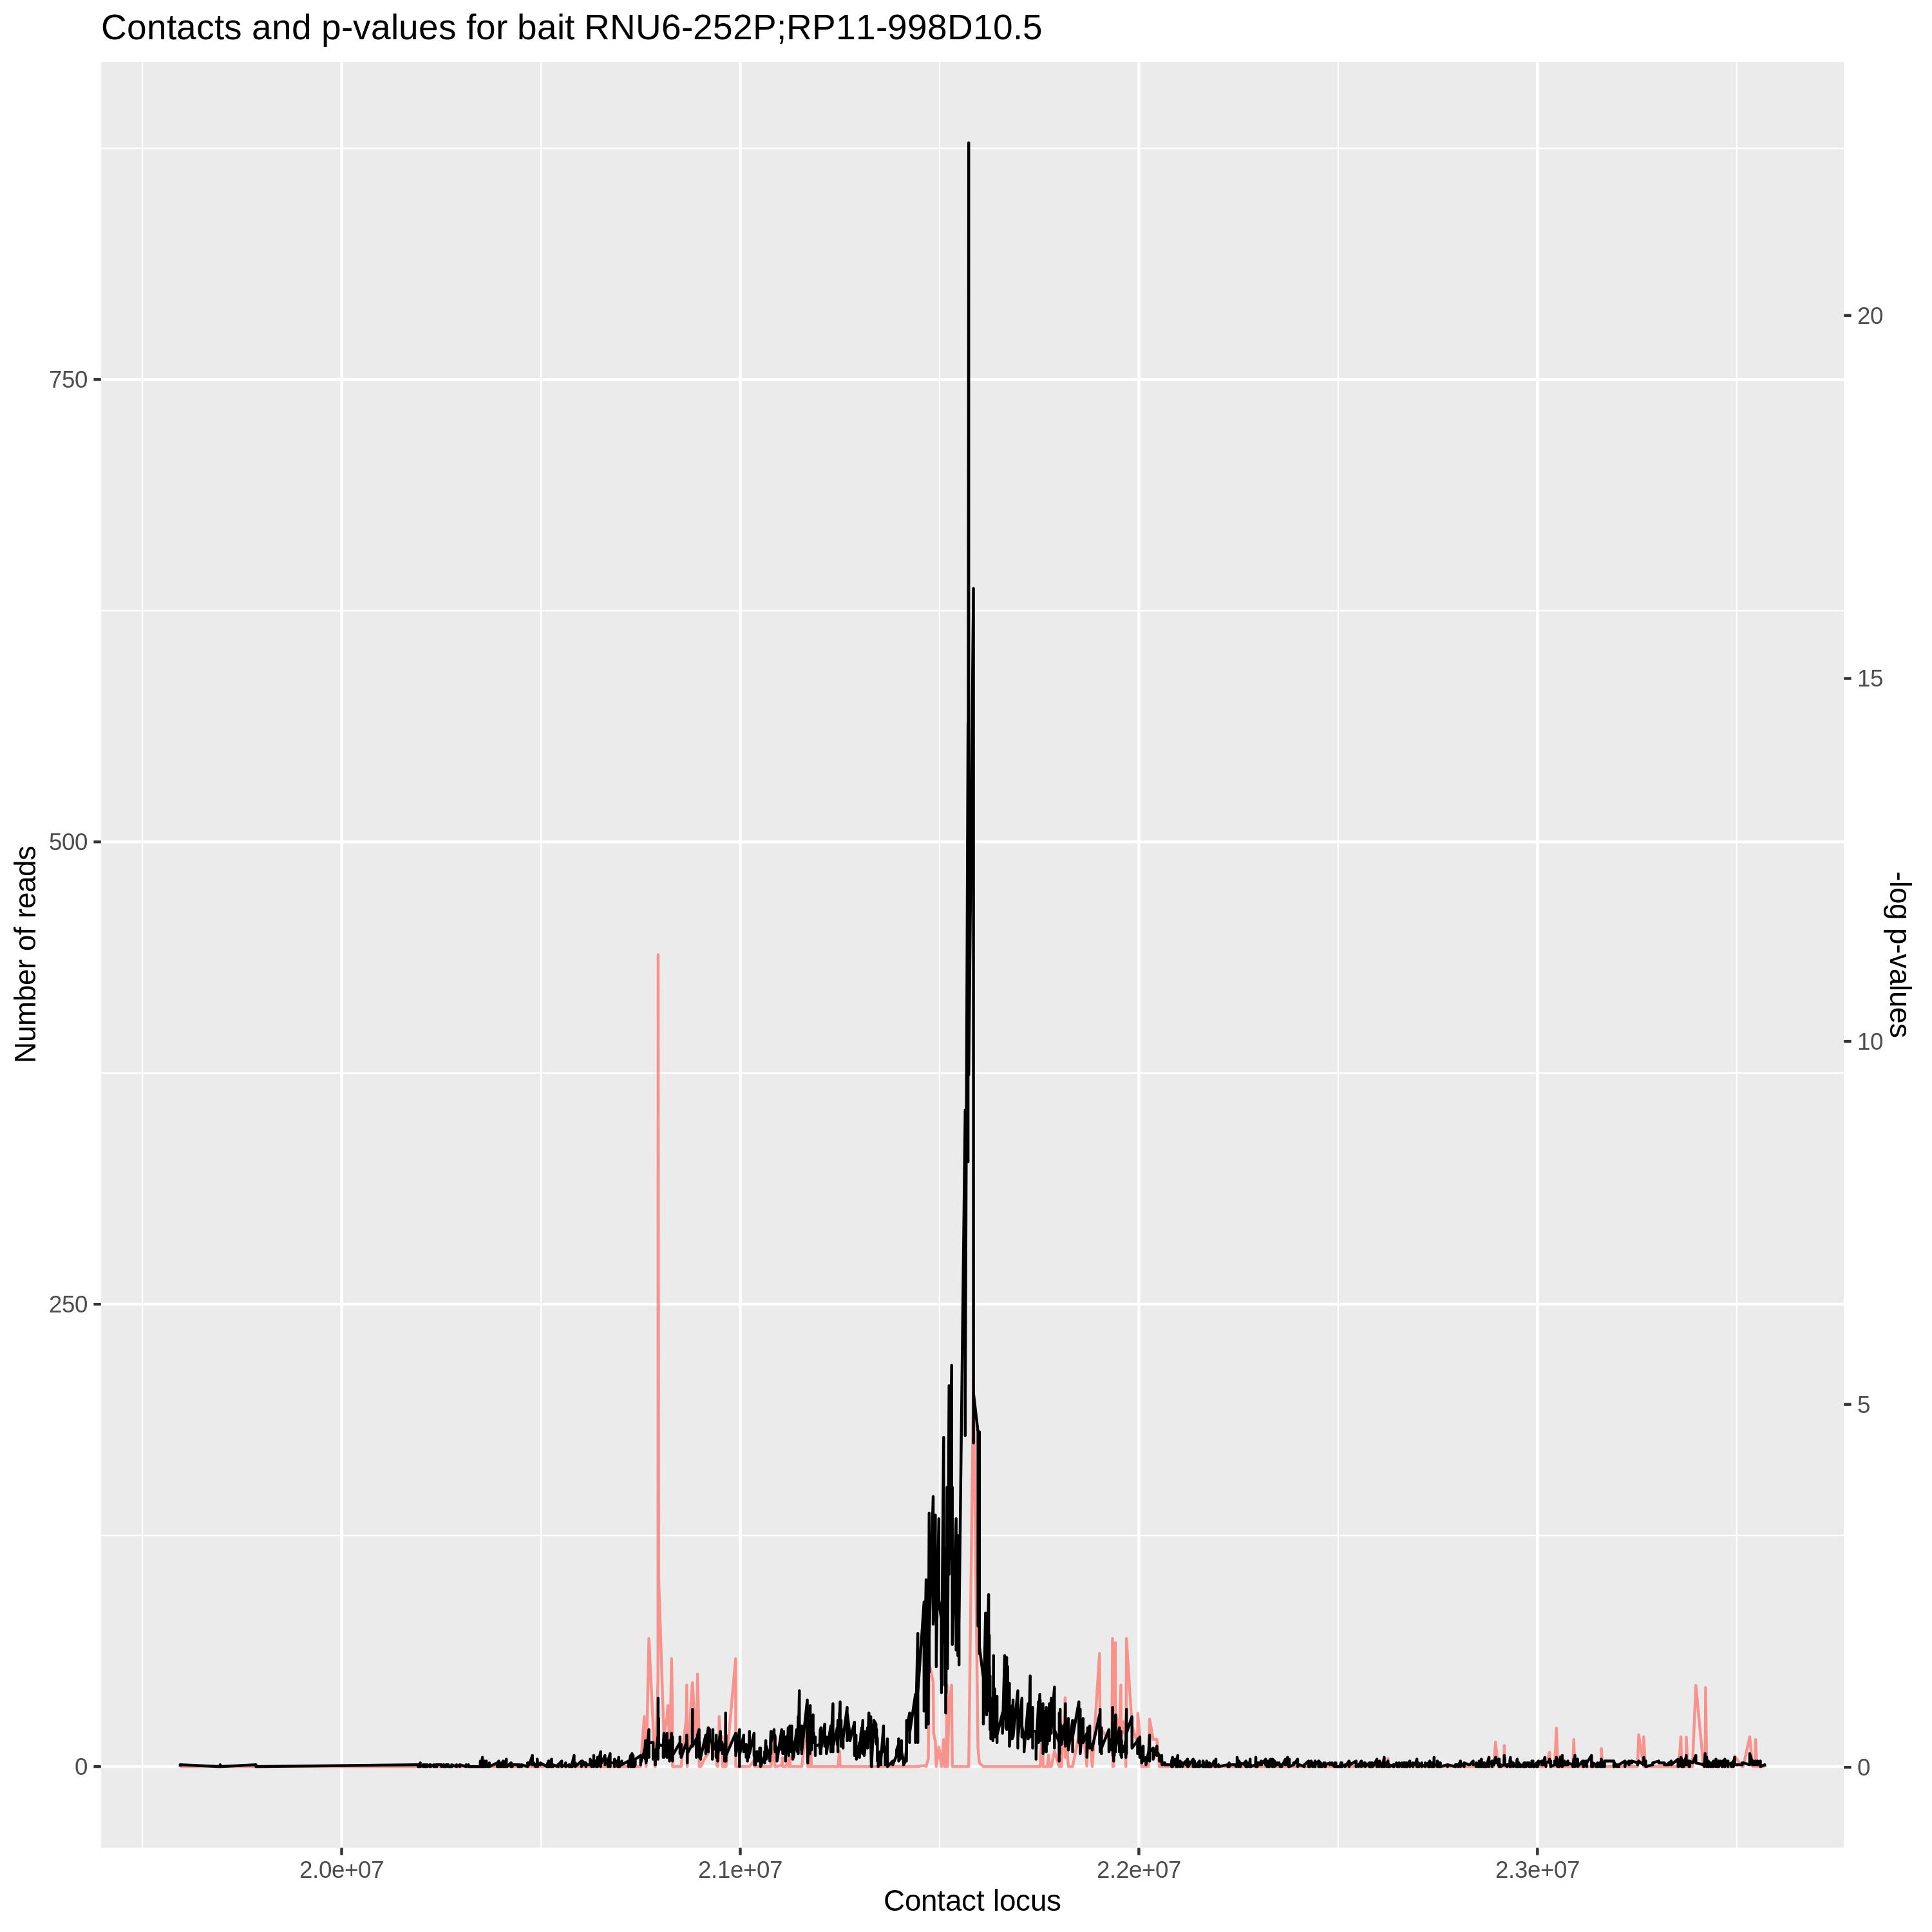 Contacts and p-values for bait RNU6-252P;RP11-998D10.5
750
500
250
0
Number of reads
20
15
10
5
0
-log p-values
2.0e+07 2.1e+07 2.2e+07 2.3e+07
Contact locus